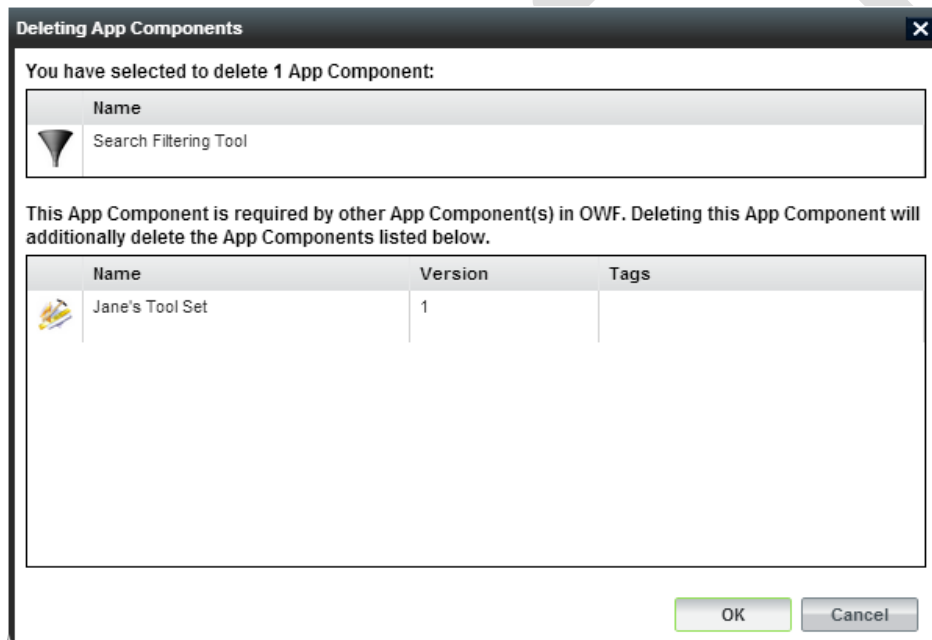 Deleting App Components
You have selected to delete 1 App Component:
Name
Search Filtering Tool
This App Component is required by other App Component(s) in OWF. Deleting this App Component will
additionally delete the App Components listed below.
Name Version Tags
Jane's Tool Set 1
OK Cancel